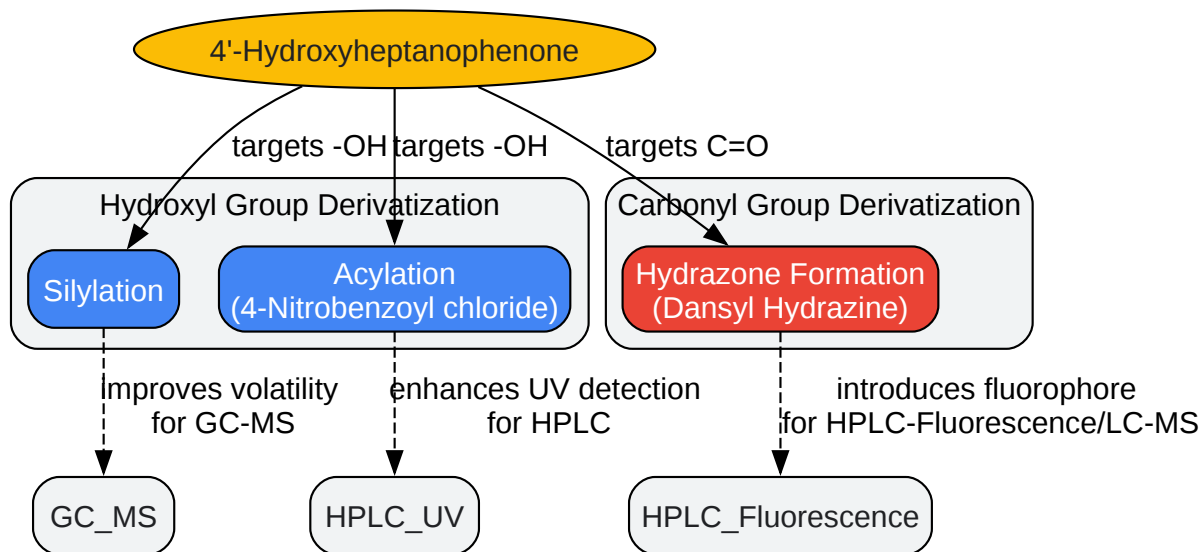 4'-Hydroxyheptanophenone
targets -OH
targets -OH
targets C=O
Hydroxyl Group Derivatization
Carbonyl Group Derivatization
Silylation
Acylation
(4-Nitrobenzoyl chloride)
Hydrazone Formation
(Dansyl Hydrazine)
improves volatility
for GC-MS
enhances UV detection
for HPLC
introduces fluorophore
for HPLC-Fluorescence/LC-MS
GC_MS
HPLC_UV
HPLC_Fluorescence